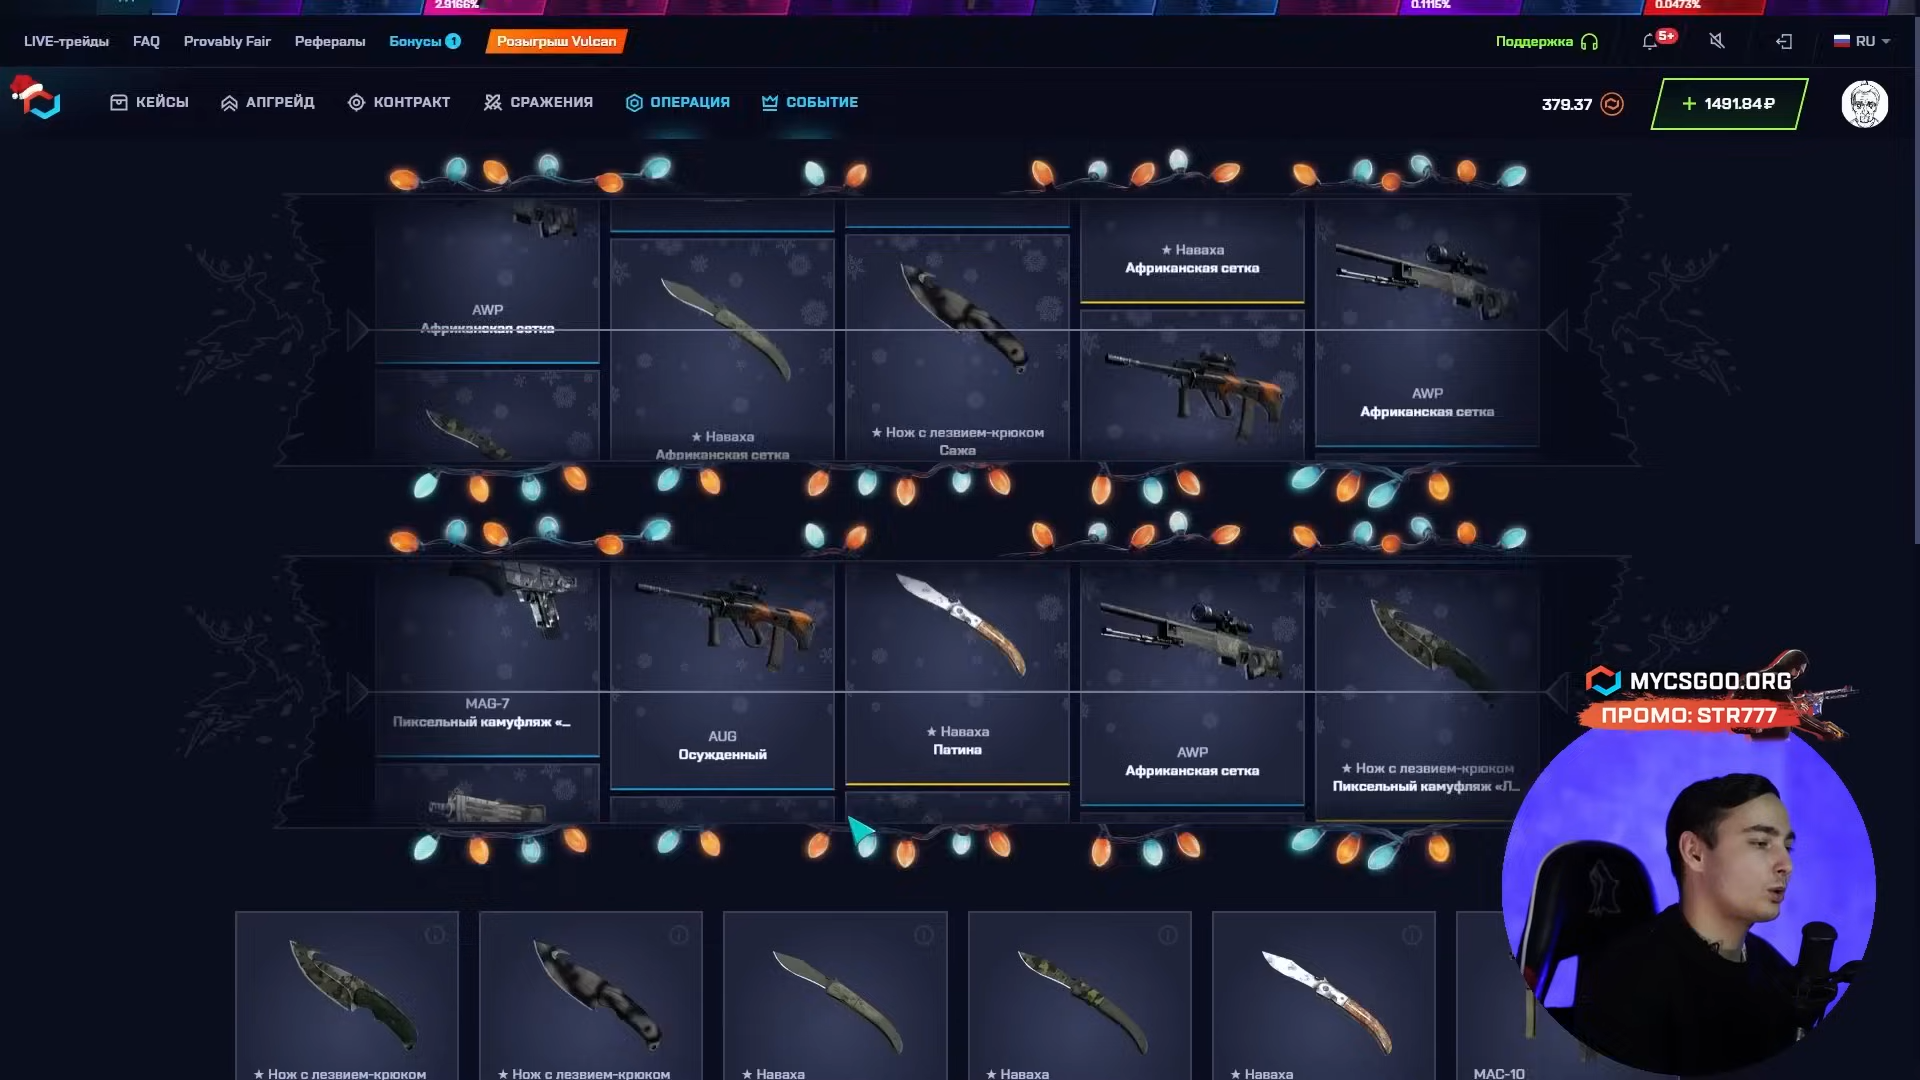 2.9166%
0.1115%
0.0473%
LIVE-трейды
FAQ
Provably Fair
Рефералы
Бонусы 1
Розыгрыш Vulcan
Поддержка
5+
RU
КЕЙСЫ
АПГРЕЙД
КОНТРАКТ
СРАЖЕНИЯ
ОПЕРАЦИЯ
СОБЫТИЕ
379.37
+ 1491.84₽
AWP
Африканская сетка
★ Наваха
Африканская сетка
★ Нож с лезвием-крюком
Сажа
★ Наваха
Африканская сетка
AWP
Африканская сетка
MAG-7
Пиксельный камуфляж «...
AUG
Осужденный
★ Наваха
Патина
AWP
Африканская сетка
★ Нож с лезвием-крюком
Пиксельный камуфляж «Л...
MYCSGOO.ORG
ПРОМО: STR777
★ Нож с лезвием-крюком
★ Нож с лезвием-крюком
★ Наваха
★ Наваха
★ Наваха
MAC-10